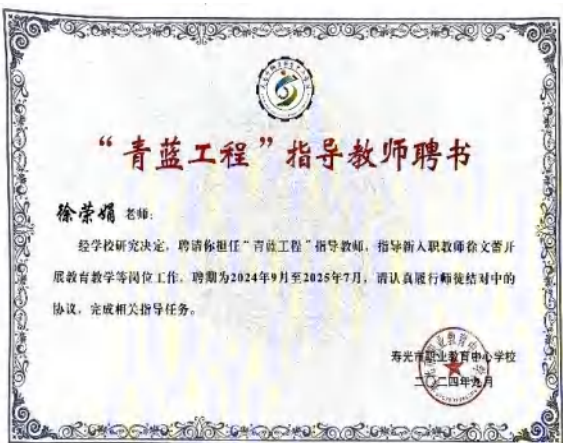 “青蓝工程”指导教师聘书
徐荣娟 老师:
经学校研究决定，聘请你担任“青蓝工程”指导教师，指导新入职教师徐文蕾开
展教育教学等岗位工作，聘期为2024年9月至2025年7月，请认真履行师徒结对中的
协议，完成相关指导任务。
寿光市职业教育中心学校
二〇二四年九月